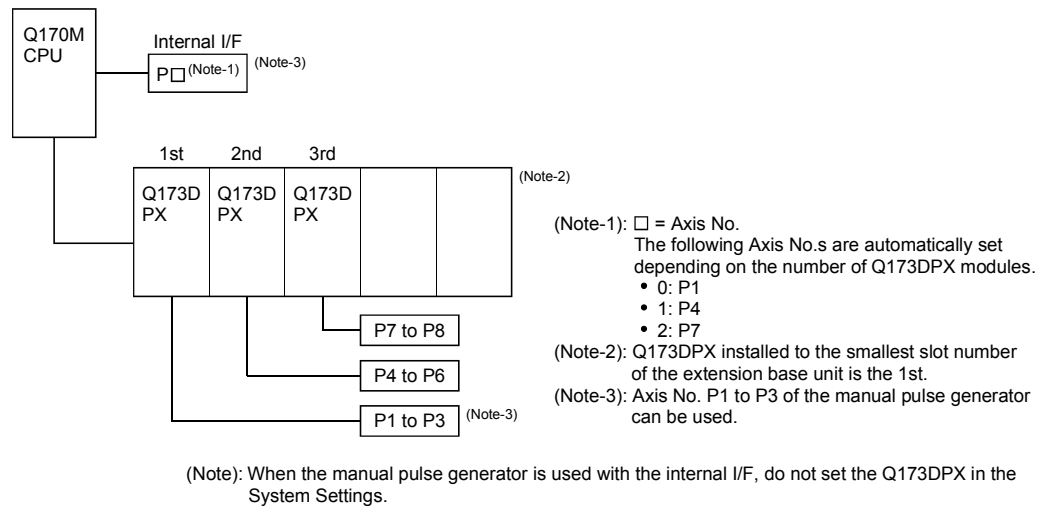 Q170M
CPU
Internal I/F
P□(Note-1)
(Note-3)
1st 2nd 3rd
(Note-2)
Q173D
PX
Q173D
PX
Q173D
PX
P7 to P8
P4 to P6
P1 to P3
(Note-3)
(Note-1): □ = Axis No.
The following Axis No.s are automatically set
depending on the number of Q173DPX modules.
• 0: P1
• 1: P4
• 2: P7
(Note-2): Q173DPX installed to the smallest slot number
of the extension base unit is the 1st.
(Note-3): Axis No. P1 to P3 of the manual pulse generator
can be used.
(Note): When the manual pulse generator is used with the internal I/F, do not set the Q173DPX in the
System Settings.